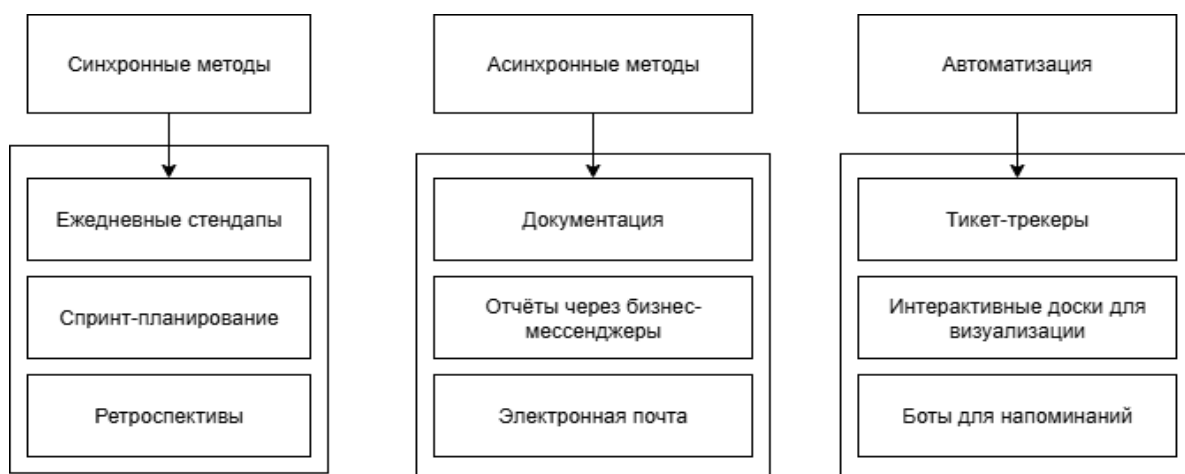 Синхронные методы
Асинхронные методы
Автоматизация
Ежедневные стендапы
Документация
Тикет-трекеры
Спринт-планирование
Отчёты через бизнес-
мессенджеры
Интерактивные доски для
визуализации
Ретроспективы
Электронная почта
Боты для напоминаний